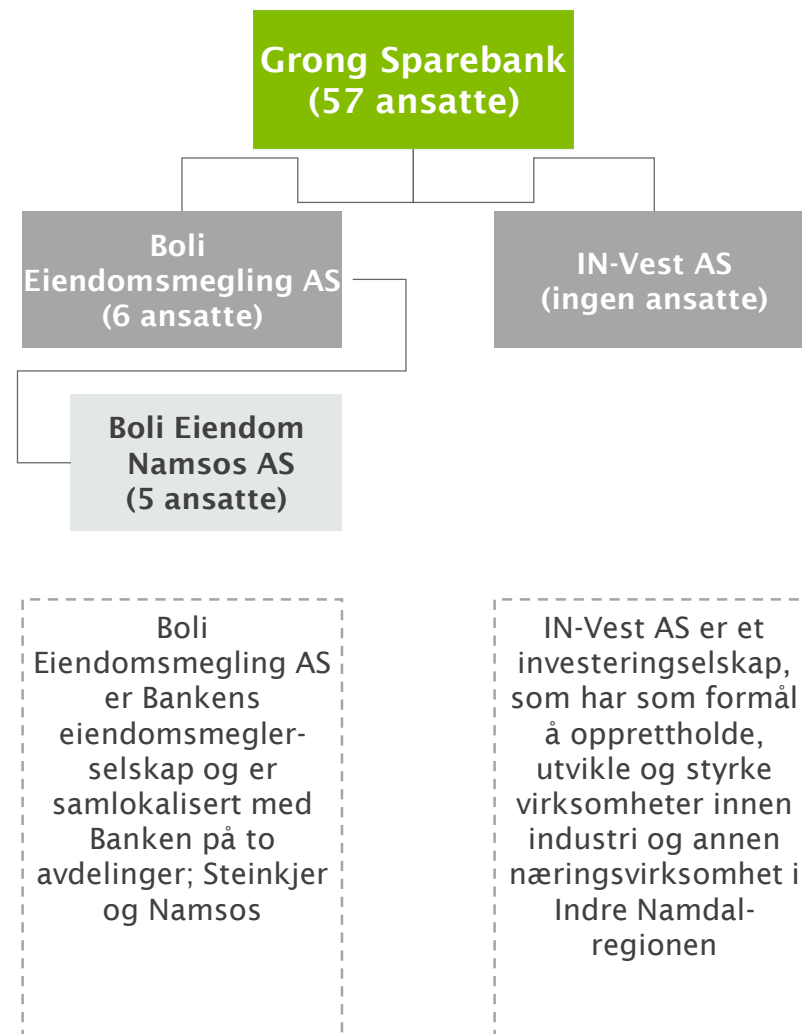 Grong Sparebank
(57 ansatte)
Boli
Eiendomsmegling AS
(6 ansatte)
IN-Vest AS
(ingen ansatte)
Boli Eiendom
Namsos AS
(5 ansatte)
Boli
Eiendomsmegling AS
er Bankens
eiendomsmegler-
selskap og er
samlokalisert med
Banken på to
avdelinger; Steinkjer
og Namsos
IN-Vest AS er et
investeringselskap,
som har som formål
å opprettholde,
utvikle og styrke
virksomheter innen
industri og annen
næringsvirksomhet i
Indre Namdal-
regionen